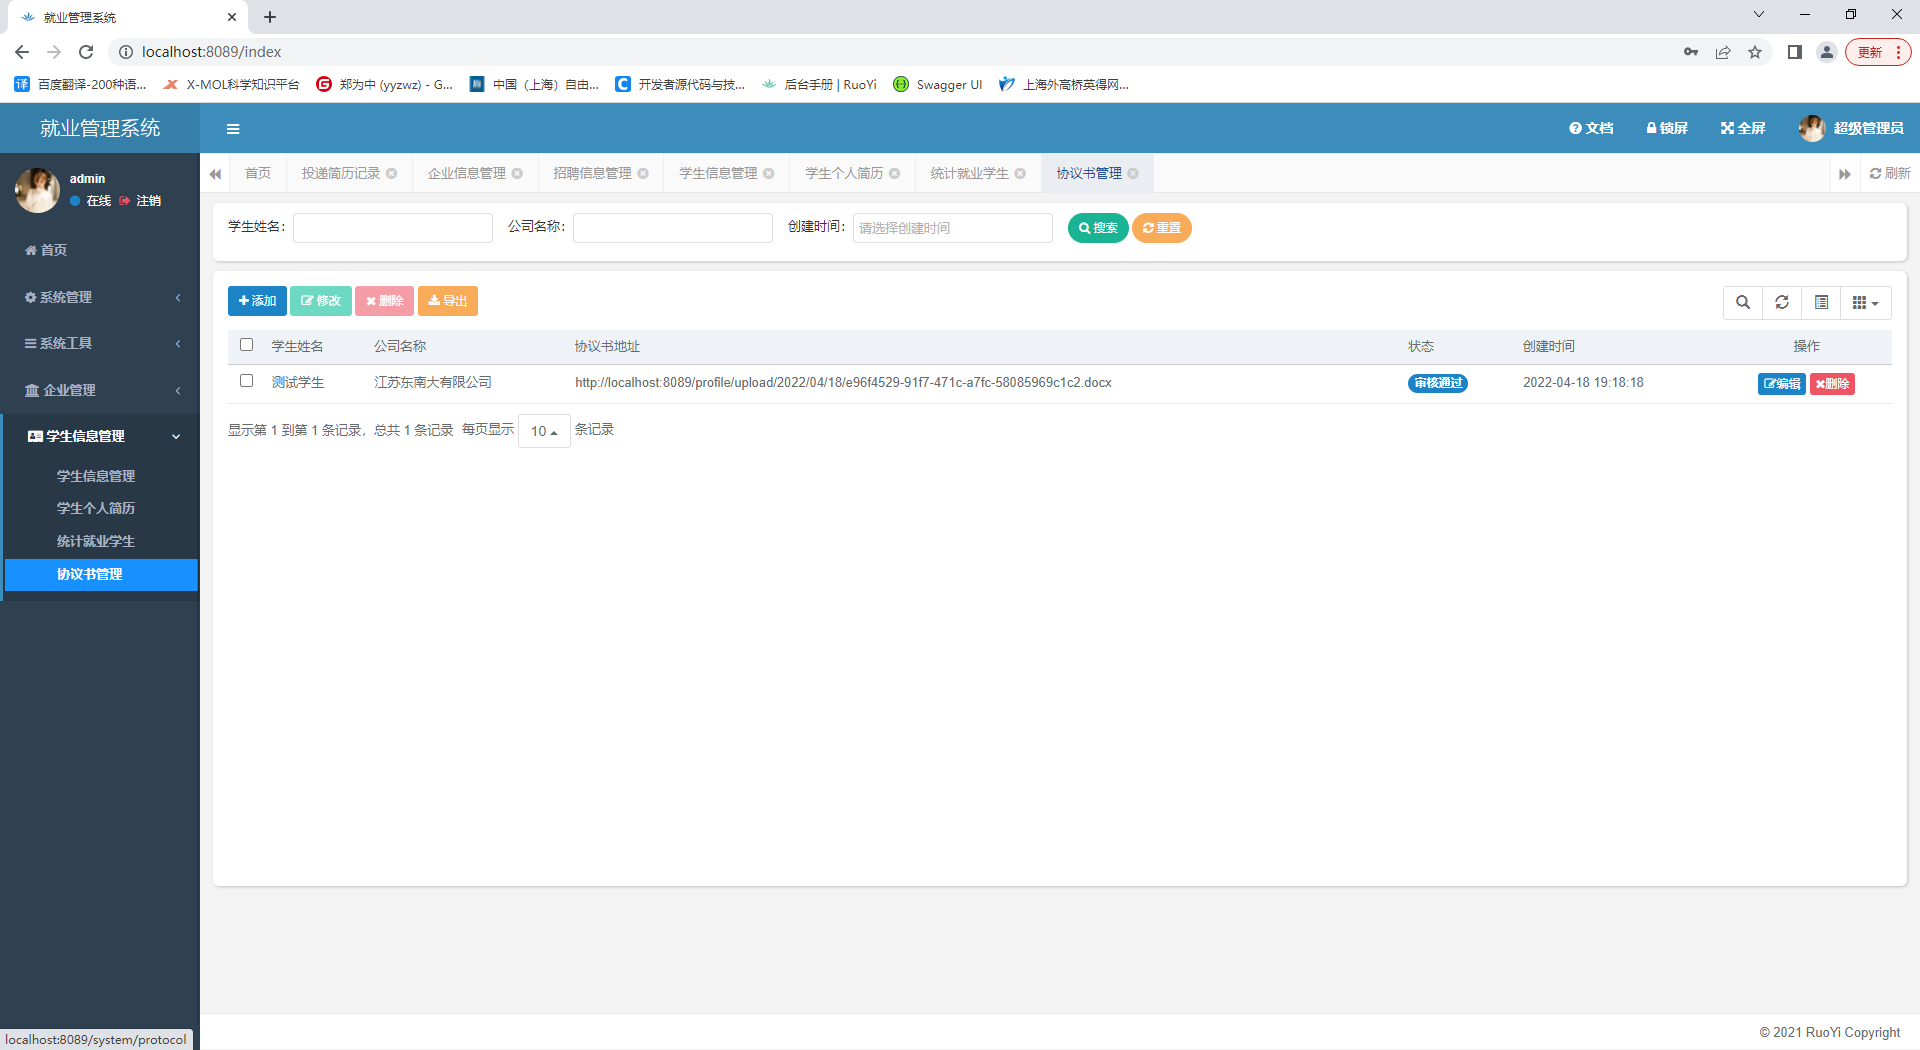 就业管理系统
localhost:8089/index
更新
百度翻译-200种语...
X-MOL科学知识平台
郑为中 (yyzwz) - G...
中国（上海）自由...
开发者源代码与技...
后台手册 | RuoYi
Swagger UI
上海外高桥英得网...
就业管理系统
文档
锁屏
全屏
超级管理员
admin
在线 注销
首页
投递简历记录
企业信息管理
招聘信息管理
学生信息管理
学生个人简历
统计就业学生
协议书管理
刷新
首页
系统管理
系统工具
企业管理
学生信息管理
学生信息管理
学生个人简历
统计就业学生
协议书管理
学生姓名：
公司名称：
创建时间： 请选择创建时间
搜索
重置
添加
修改
删除
导出
学生姓名 公司名称 协议书地址 状态 创建时间 操作
测试学生 江苏东南大有限公司 http://localhost:8089/profile/upload/2022/04/18/e96f4529-91f7-471c-a7fc-58085969c1c2.docx 审核通过 2022-04-18 19:18:18 编辑 删除
显示第 1 到第 1 条记录，总共 1 条记录 每页显示 10 条记录
localhost:8089/system/protocol
© 2021 RuoYi Copyright